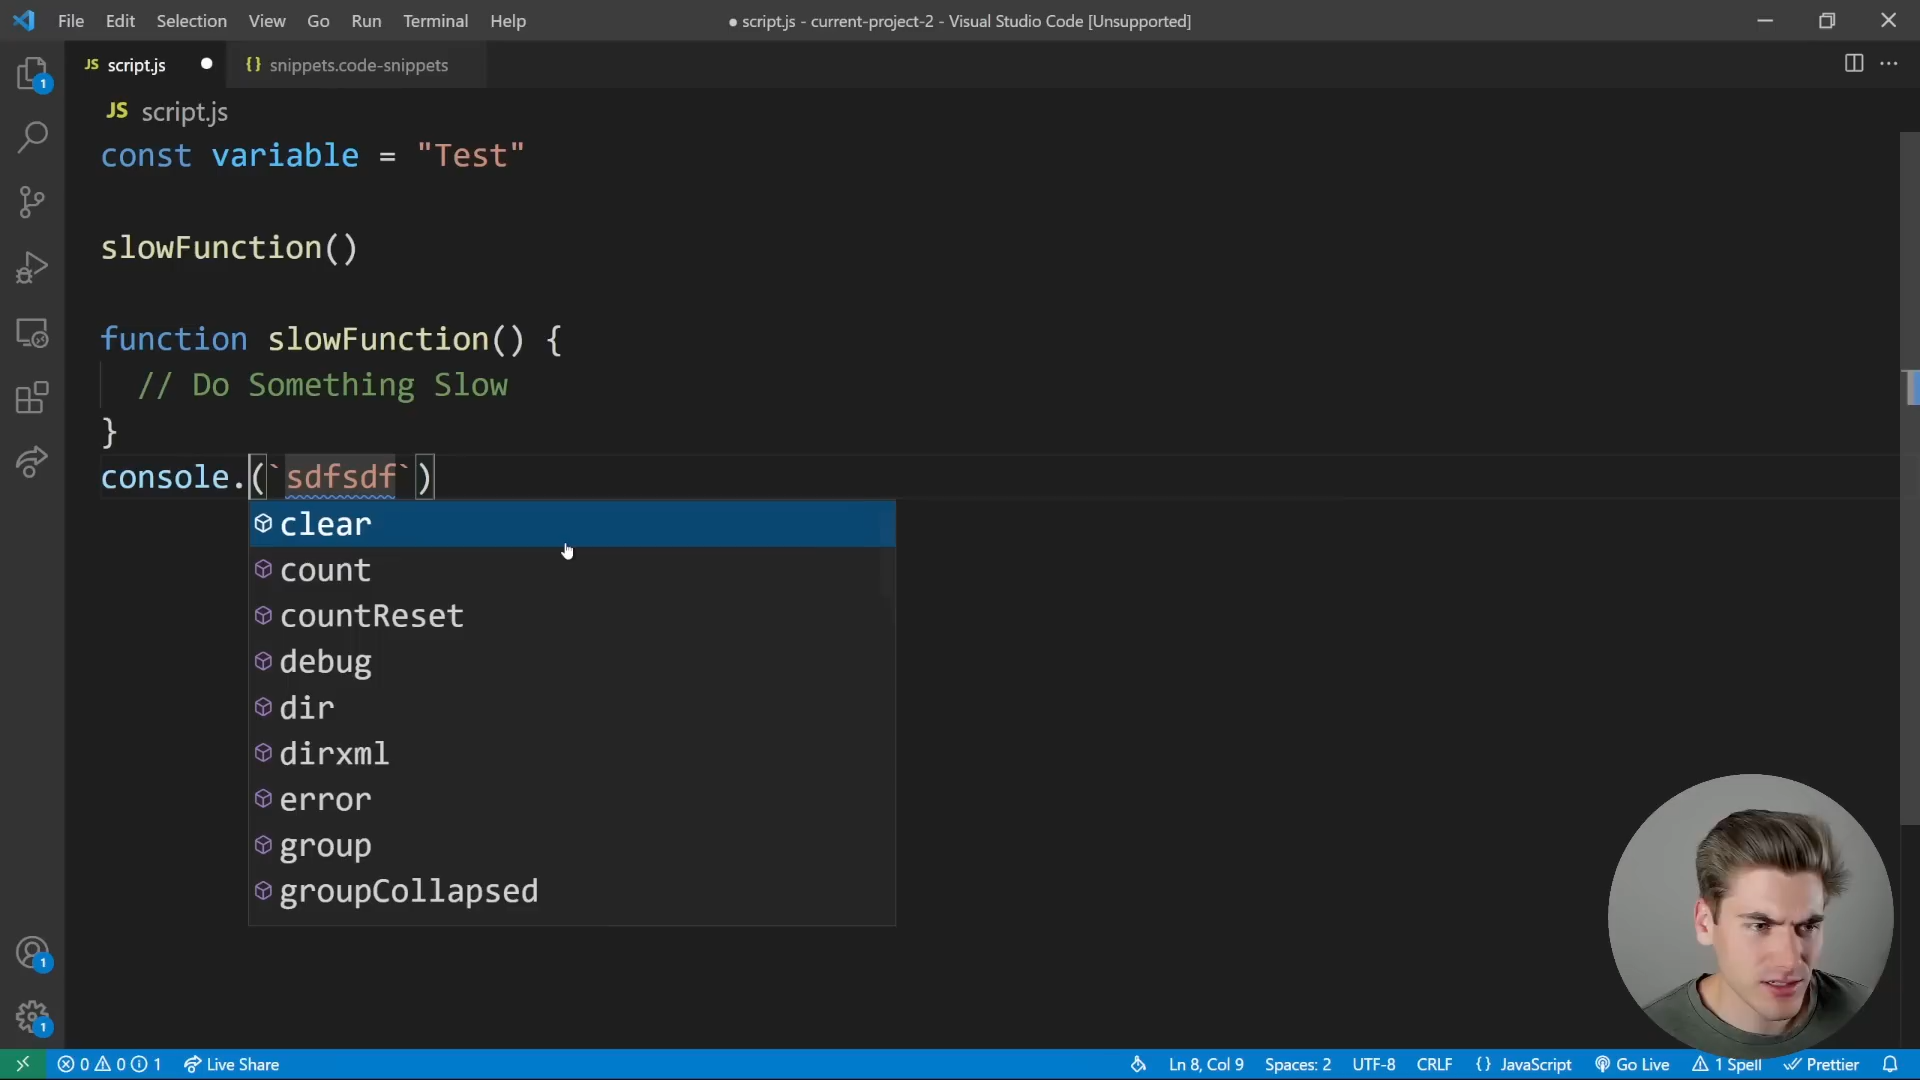 File Edit Selection View Go Run Terminal Help
● script.js - current-project-2 - Visual Studio Code [Unsupported]
1
JS script.js
{} snippets.code-snippets
JS script.js
const variable = "Test"
slowFunction()
function slowFunction() {
// Do Something Slow
}
console.(`sdfsdf`)
clear
count
countReset
debug
dir
dirxml
error
group
groupCollapsed
1
1
0 0 1 Live Share
Ln 8, Col 9 Spaces: 2 UTF-8 CRLF {} JavaScript Go Live 1 Spell Prettier